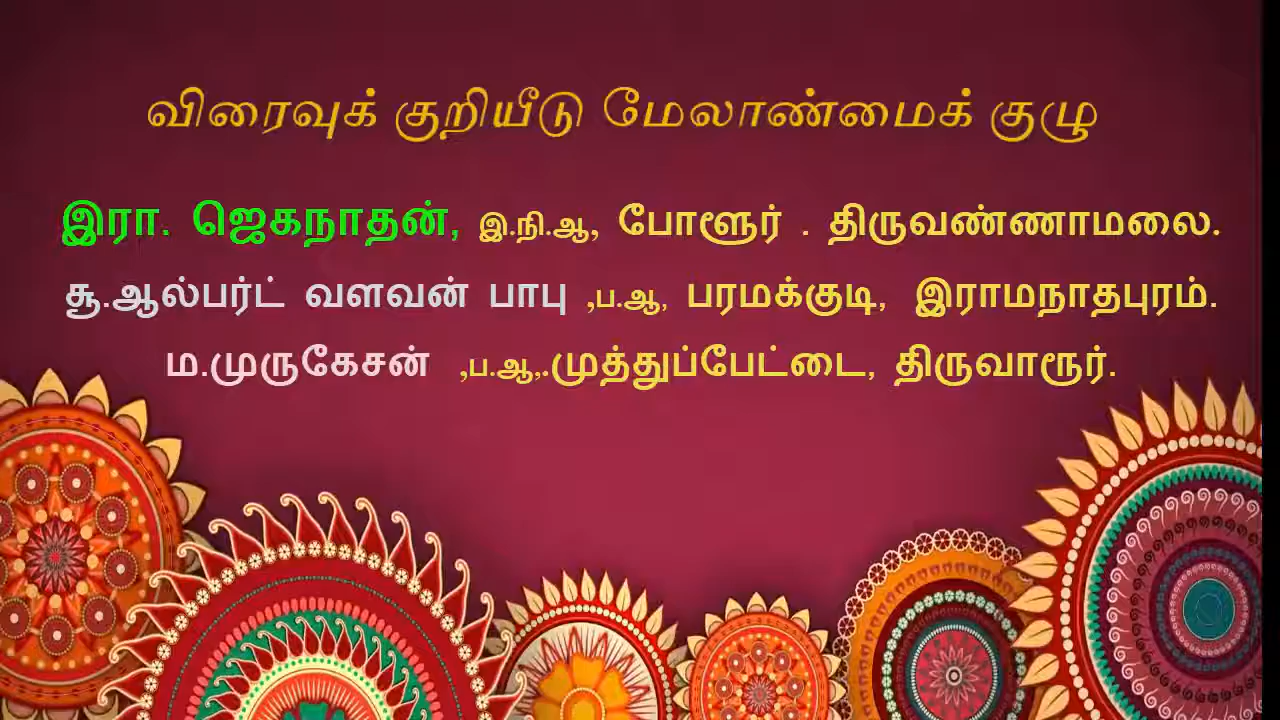 விரைவுக் குறியீடு மேலாண்மைக் குழு
இரா. ஜெகநாதன், இ.நி.ஆ, போளூர் . திருவண்ணாமலை.
சூ.ஆல்பர்ட் வளவன் பாபு ,ப.ஆ, பரமக்குடி, இராமநாதபுரம்.
ம.முருகேசன் ,ப.ஆ,.முத்துப்பேட்டை, திருவாரூர்.